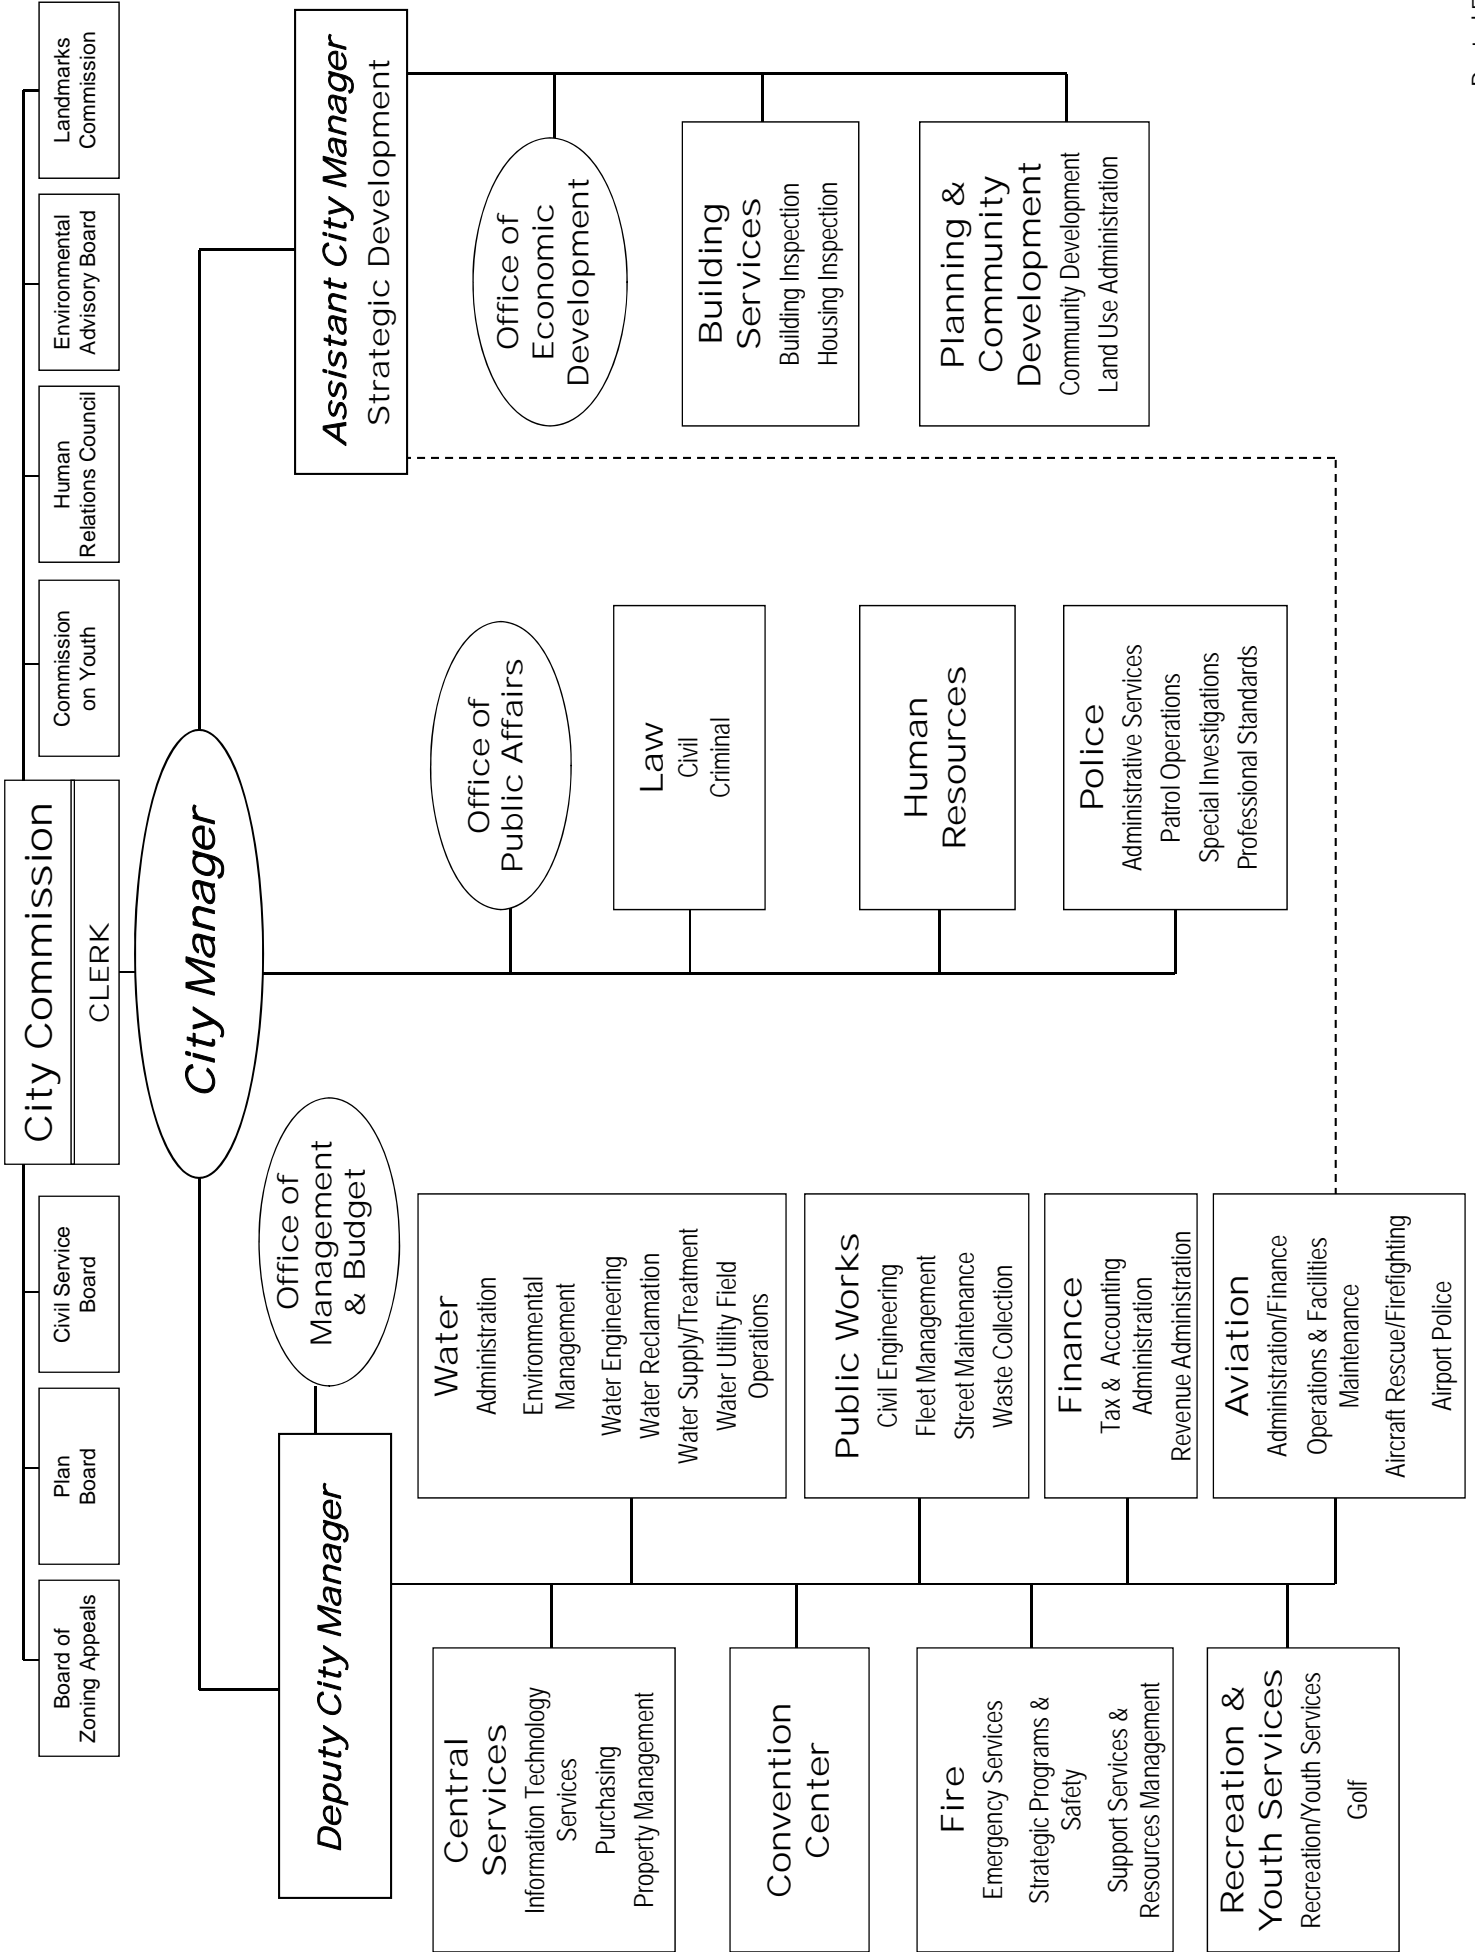 City Commission
CLERK
Board of
Zoning Appeals
Plan
Board
Civil Service
Board
Commission
on Youth
Human
Relations Council
Environmental
Advisory Board
Landmarks
Commission
City Manager
Deputy City Manager
Office of
Management
& Budget
Assistant City Manager
Strategic Development
Central
Services
Information Technology
Services
Purchasing
Property Management
Convention
Center
Fire
Emergency Services
Strategic Programs &
Safety
Support Services &
Resources Management
Recreation &
Youth Services
Recreation/Youth Services
Golf
Water
Administration
Environmental
Management
Water Engineering
Water Reclamation
Water Supply/Treatment
Water Utility Field
Operations
Public Works
Civil Engineering
Fleet Management
Street Maintenance
Waste Collection
Finance
Tax & Accounting
Administration
Revenue Administration
Aviation
Administration/Finance
Operations & Facilities
Maintenance
Aircraft Rescue/Firefighting
Airport Police
Office of
Public Affairs
Law
Civil
Criminal
Human
Resources
Police
Administrative Services
Patrol Operations
Special Investigations
Professional Standards
Office of
Economic
Development
Building
Services
Building Inspection
Housing Inspection
Planning &
Community
Development
Community Development
Land Use Administration